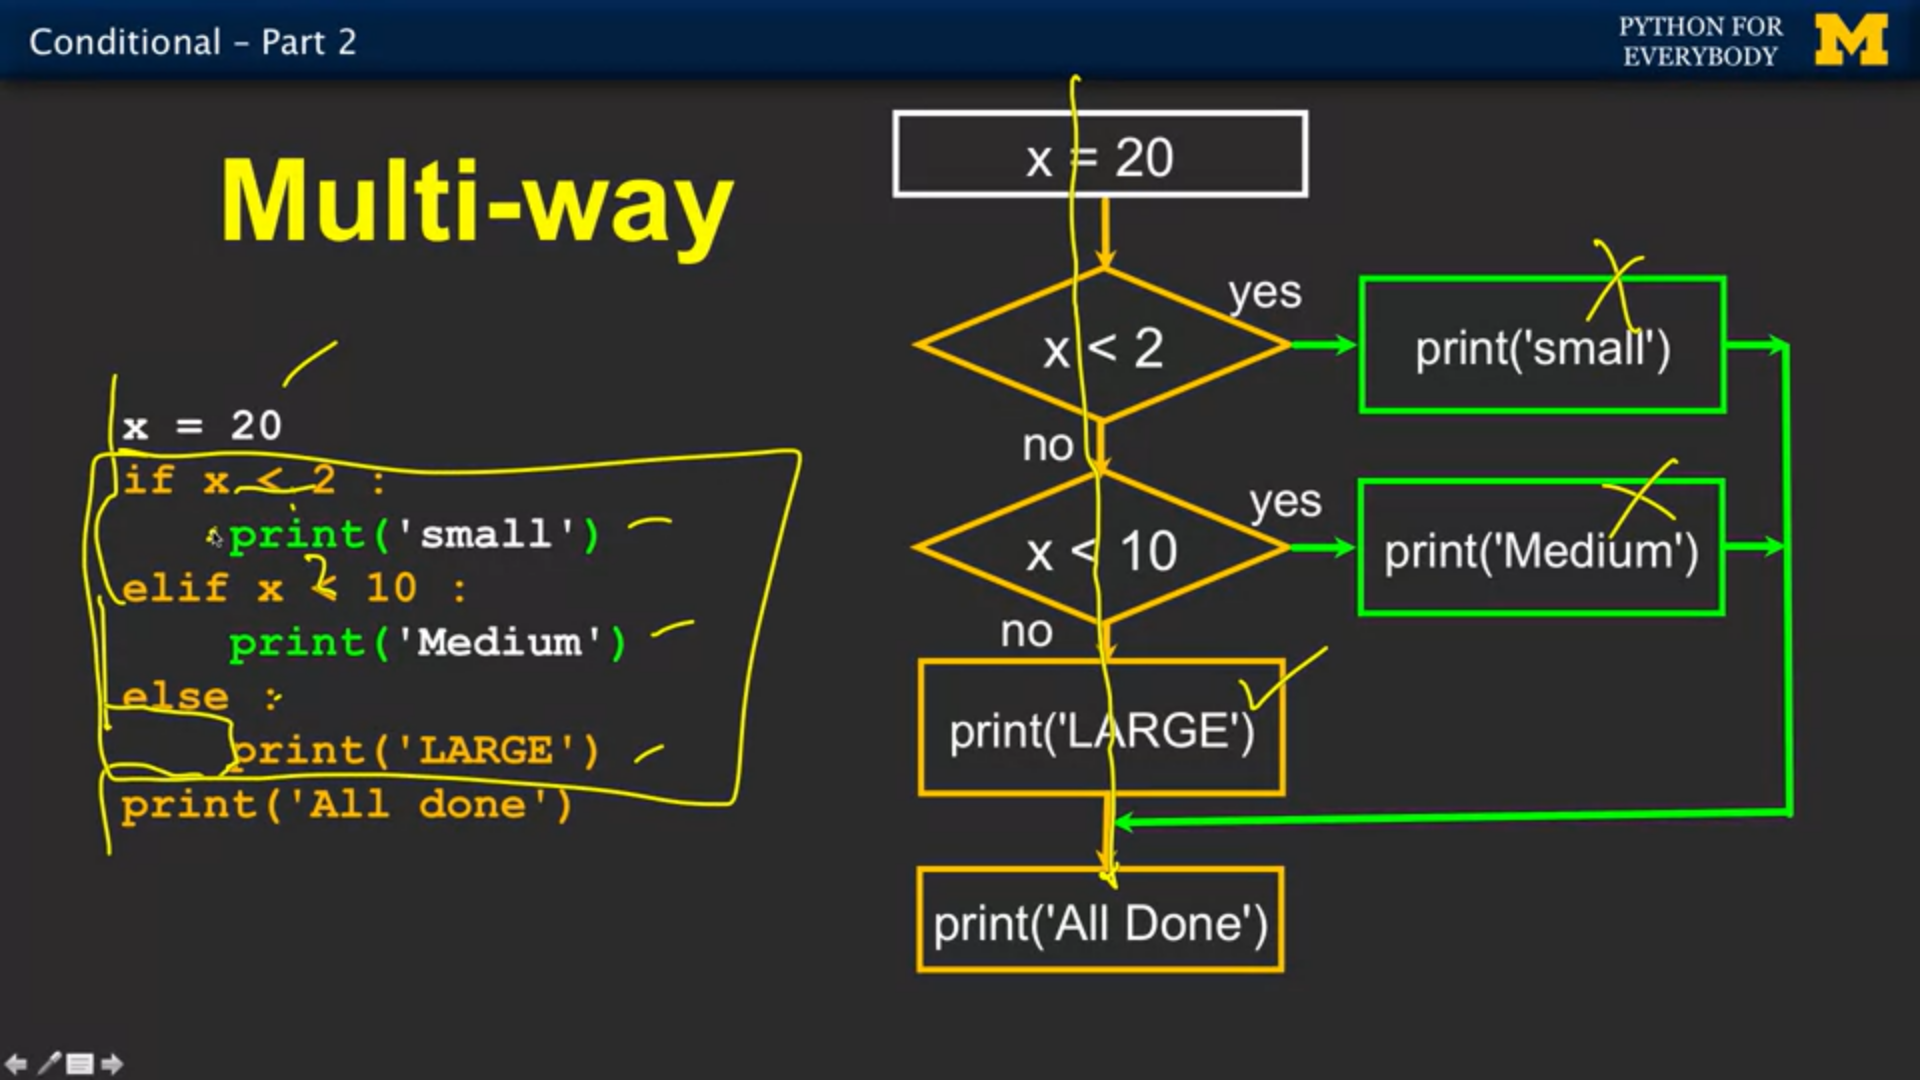 Conditional – Part 2
PYTHON FOR
EVERYBODY
M
Multi-way
x = 20
if x < 2 :
print('small')
elif x < 10 :
print('Medium')
else :
print('LARGE')
print('All done')
x = 20
x < 2
yes
print('small')
no
x < 10
yes
print('Medium')
no
print('LARGE')
print('All Done')